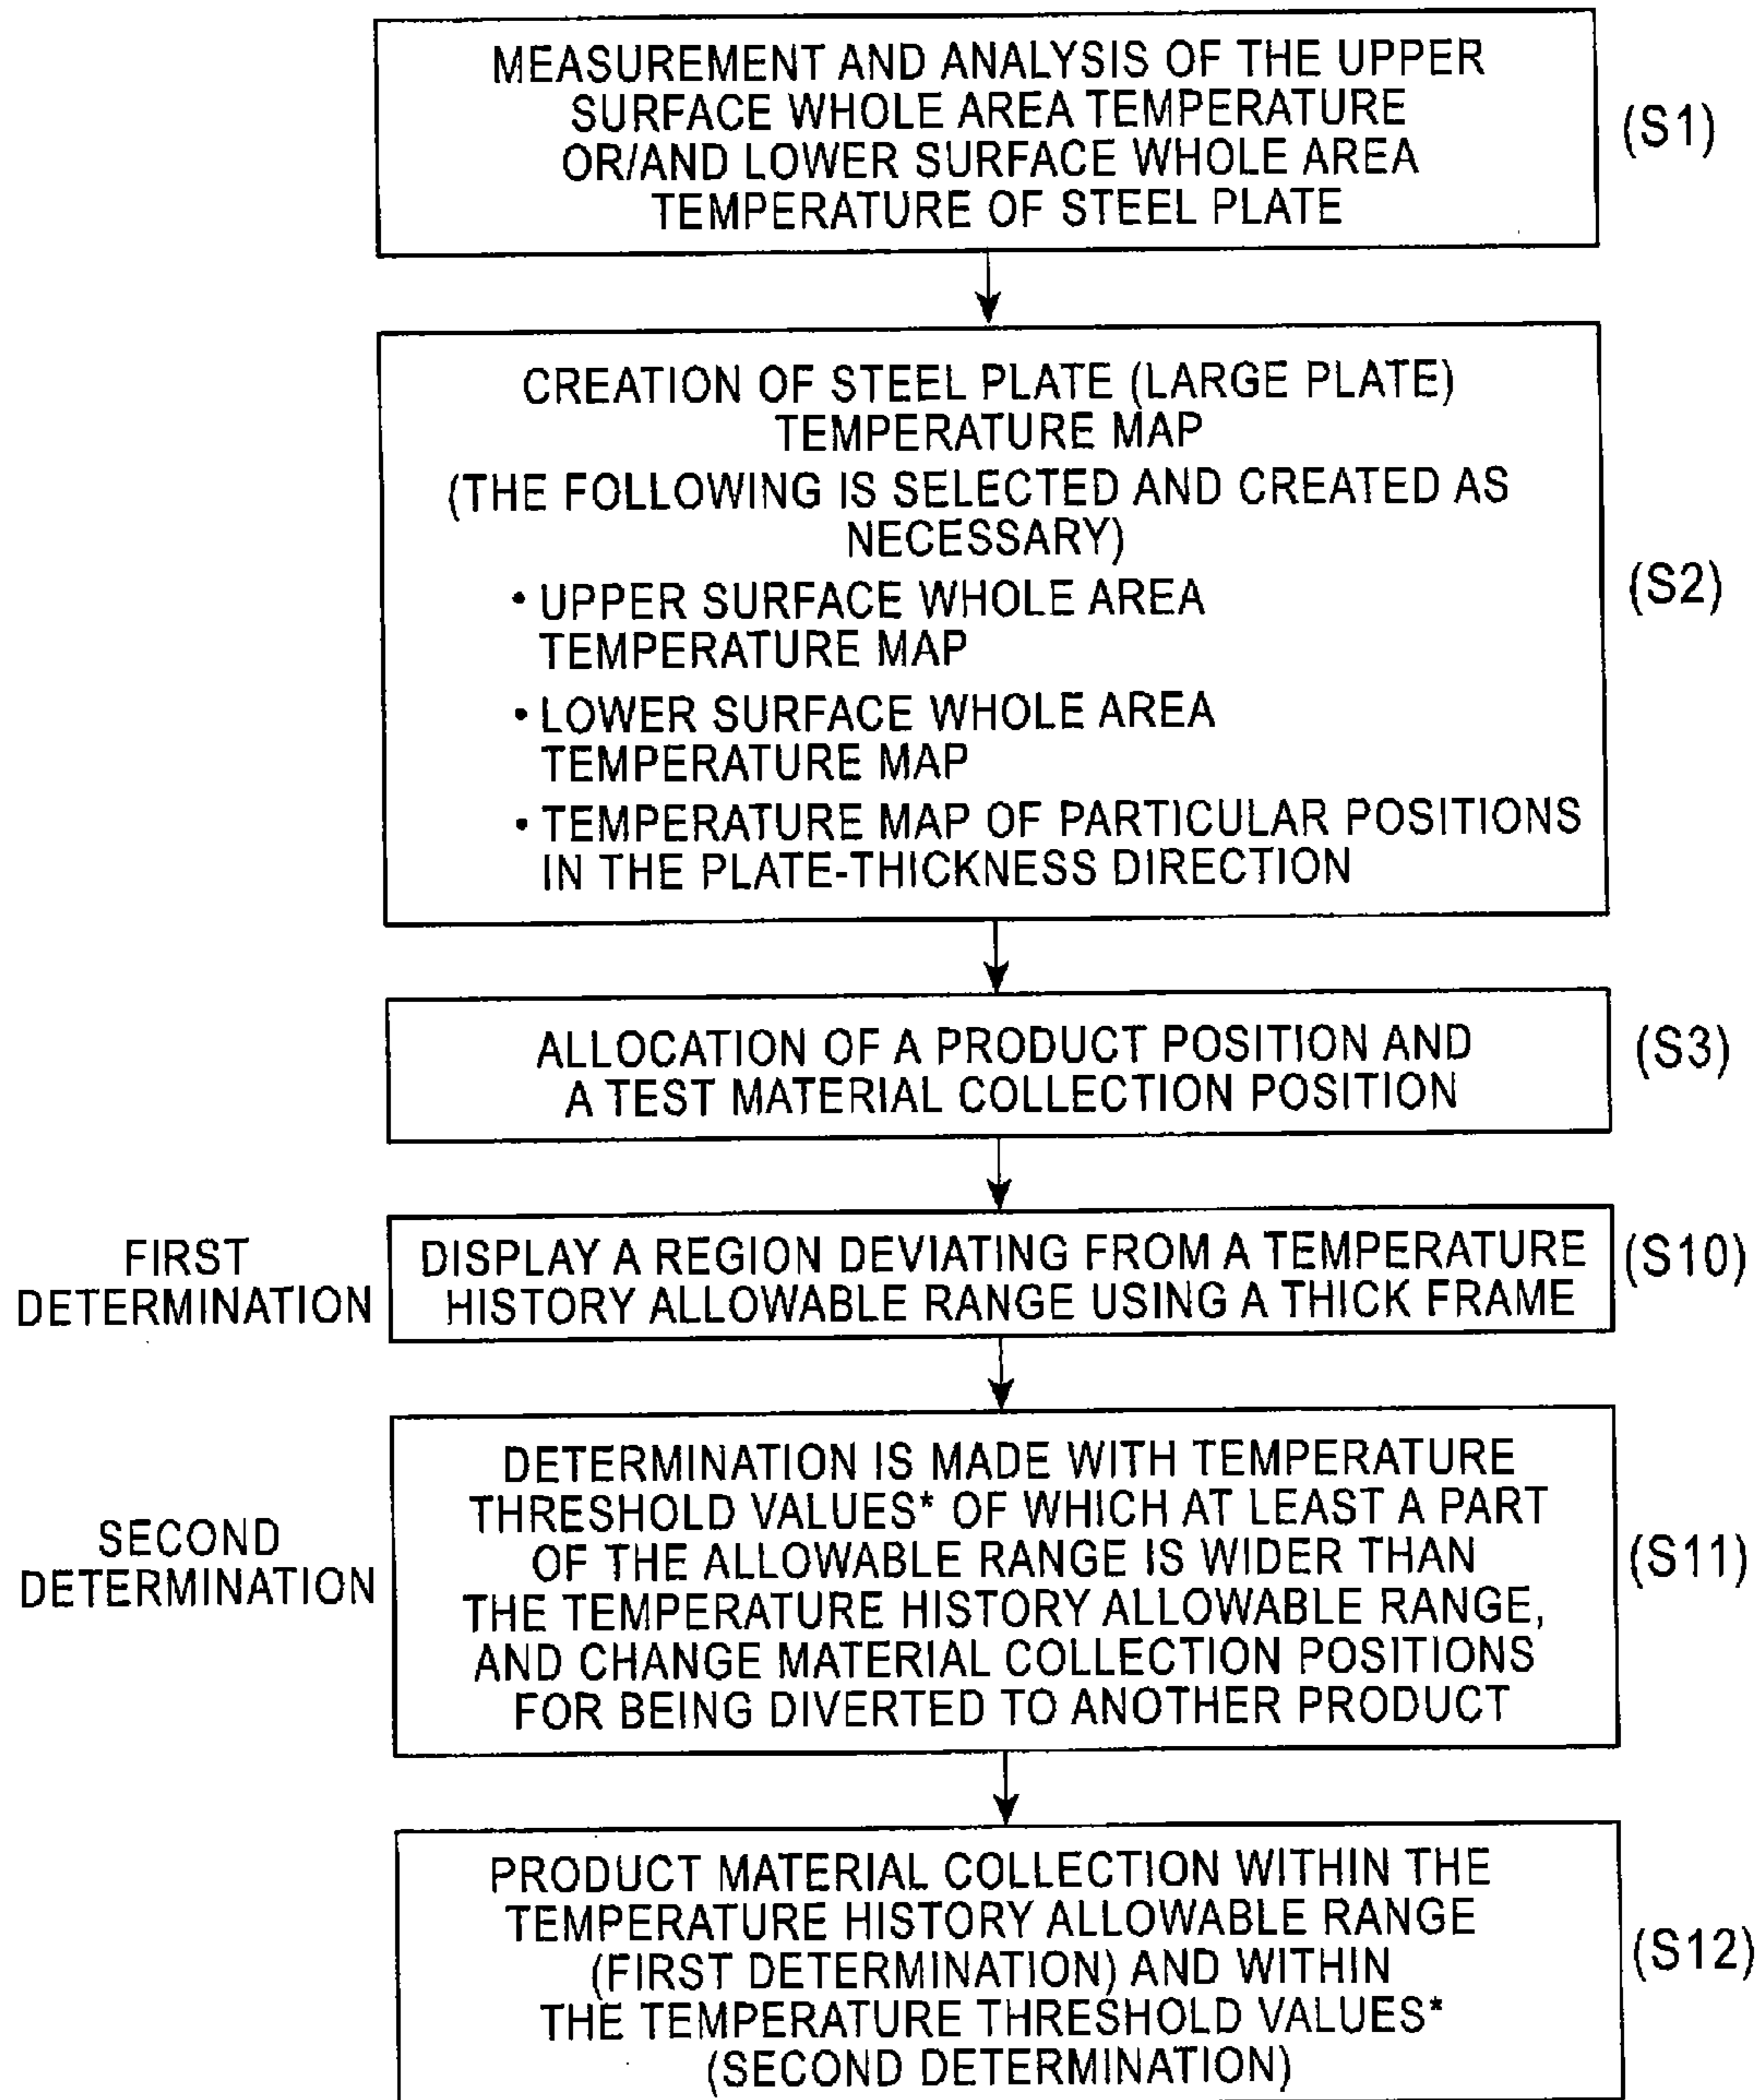 MEASUREMENT AND ANALYSIS OF THE UPPER
SURFACE WHOLE AREA TEMPERATURE
OR/AND LOWER SURFACE WHOLE AREA
TEMPERATURE OF STEEL PLATE
(S1)
CREATION OF STEEL PLATE (LARGE PLATE)
TEMPERATURE MAP
(THE FOLLOWING IS SELECTED AND CREATED AS
NECESSARY)
• UPPER SURFACE WHOLE AREA
TEMPERATURE MAP
• LOWER SURFACE WHOLE AREA
TEMPERATURE MAP
• TEMPERATURE MAP OF PARTICULAR POSITIONS
IN THE PLATE-THICKNESS DIRECTION
(S2)
ALLOCATION OF A PRODUCT POSITION AND
A TEST MATERIAL COLLECTION POSITION
(S3)
FIRST
DETERMINATION
DISPLAY A REGION DEVIATING FROM A TEMPERATURE
HISTORY ALLOWABLE RANGE USING A THICK FRAME
(S10)
SECOND
DETERMINATION
DETERMINATION IS MADE WITH TEMPERATURE
THRESHOLD VALUES* OF WHICH AT LEAST A PART
OF THE ALLOWABLE RANGE IS WIDER THAN
THE TEMPERATURE HISTORY ALLOWABLE RANGE,
AND CHANGE MATERIAL COLLECTION POSITIONS
FOR BEING DIVERTED TO ANOTHER PRODUCT
(S11)
PRODUCT MATERIAL COLLECTION WITHIN THE
TEMPERATURE HISTORY ALLOWABLE RANGE
(FIRST DETERMINATION) AND WITHIN
THE TEMPERATURE THRESHOLD VALUES*
(SECOND DETERMINATION)
(S12)